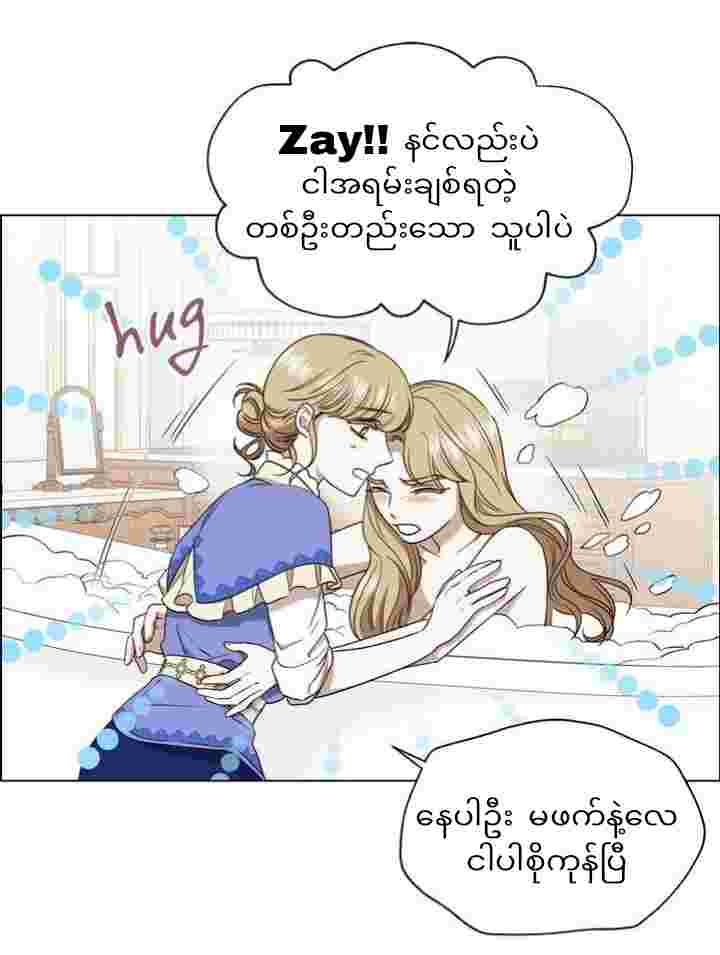 Zay!! နင်လည်းပဲ
ငါအရမ်းချစ်ရတဲ့
တစ်ဦးတည်းသော သူပါပဲ
hug
နေပါဦး မဖက်နဲ့လေ
ငါပါစိုကုန်ပြီ